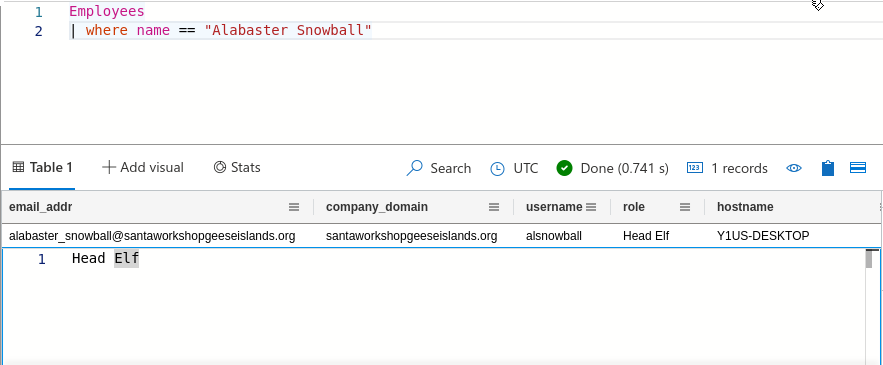 1 Employees
2 | where name == "Alabaster Snowball"
Table 1 + Add visual Stats Search UTC Done (0.741 s) 123 1 records
email_addr company_domain username role hostname
alabaster_snowball@santaworkshopgeeseislands.org santaworkshopgeeseislands.org alsnowball Head Elf Y1US-DESKTOP
1 Head Elf